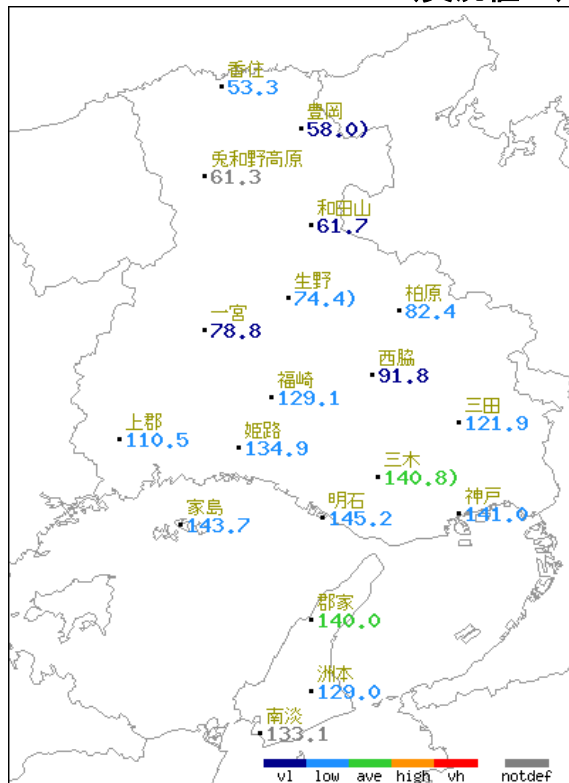 香住
53.3
豊岡
58.0)
兎和野高原
61.3
和田山
61.7
生野
74.4)
柏原
82.4
一宮
78.8
西脇
91.8
福崎
129.1
三田
121.9
上郡
110.5
姫路
134.9
三木
140.8)
家島
143.7
明石
145.2
神戸
141.0
郡家
140.0
洲本
129.0
南淡
133.1
vl low ave high vh notdef